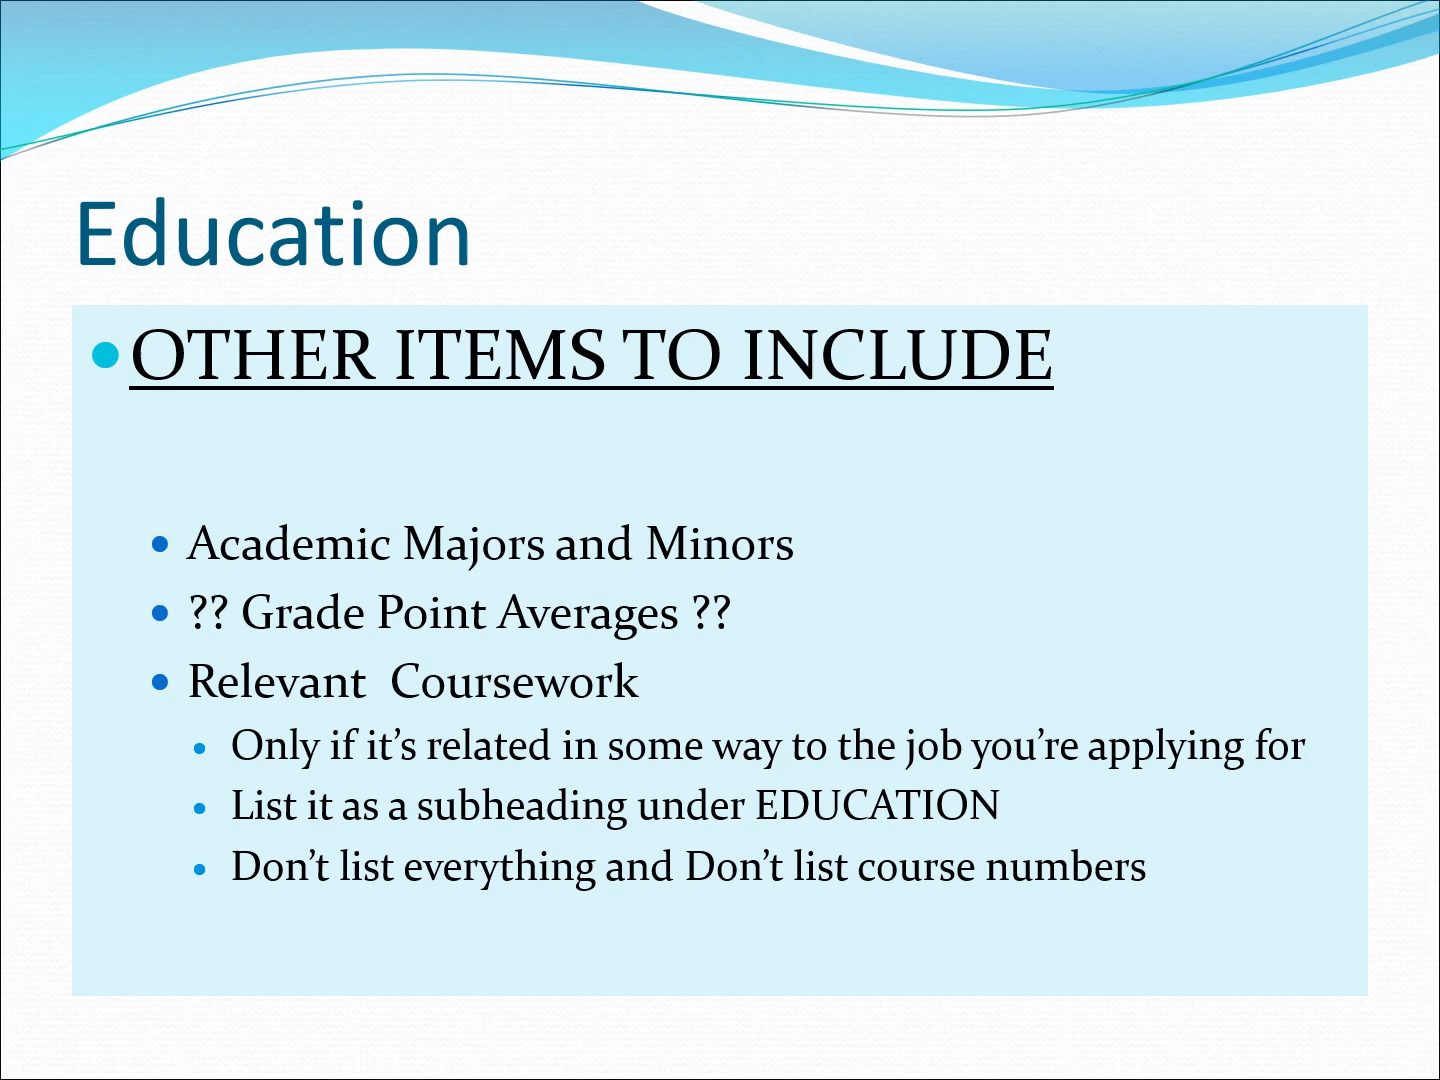 Education
• OTHER ITEMS TO INCLUDE
• Academic Majors and Minors
• ?? Grade Point Averages ??
• Relevant  Coursework
• Only if it’s related in some way to the job you’re applying for
• List it as a subheading under EDUCATION
• Don’t list everything and Don’t list course numbers